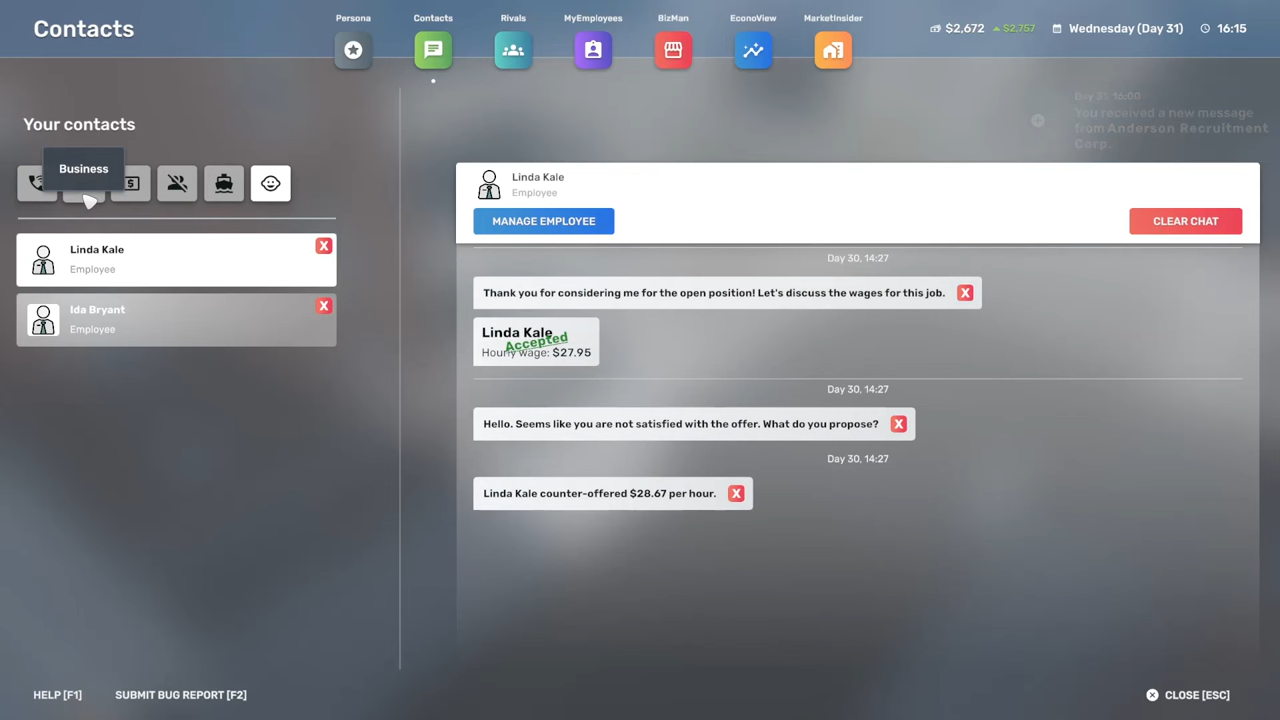 Contacts
Persona
Contacts
Rivals
MyEmployees
BizMan
EconoView
MarketInsider
$2,672 $2,757
Wednesday (Day 31)
16:15
Day 31, 16:00
You received a new message
from Anderson Recruitment
Corp.
Your contacts
Business
Linda Kale
Employee
X
Ida Bryant
Employee
X
Linda Kale
Employee
MANAGE EMPLOYEE
CLEAR CHAT
Day 30, 14:27
Thank you for considering me for the open position! Let's discuss the wages for this job. X
Linda Kale
Accepted
Hourly wage: $27.95
Day 30, 14:27
Hello. Seems like you are not satisfied with the offer. What do you propose? X
Day 30, 14:27
Linda Kale counter-offered $28.67 per hour. X
HELP [F1]
SUBMIT BUG REPORT [F2]
CLOSE [ESC]